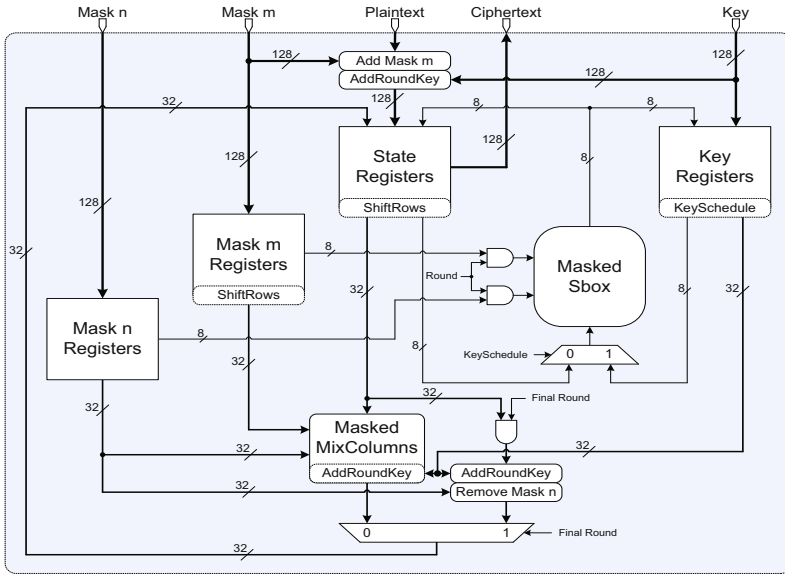 Mask n Mask m Plaintext Ciphertext Key
128 Add Mask m 128
AddRoundKey 128
32 128 8 8
128 State Registers 128 Key Registers
8
ShiftRows KeySchedule
128
Mask m Registers 8
ShiftRows
Round
Masked Sbox
32 32 8 32
Mask n Registers 8
8
KeySchedule 0 1
32
32 32 Final Round
Masked MixColumns
32 32
AddRoundKey AddRoundKey
32 Remove Mask n
0 1 Final Round
32